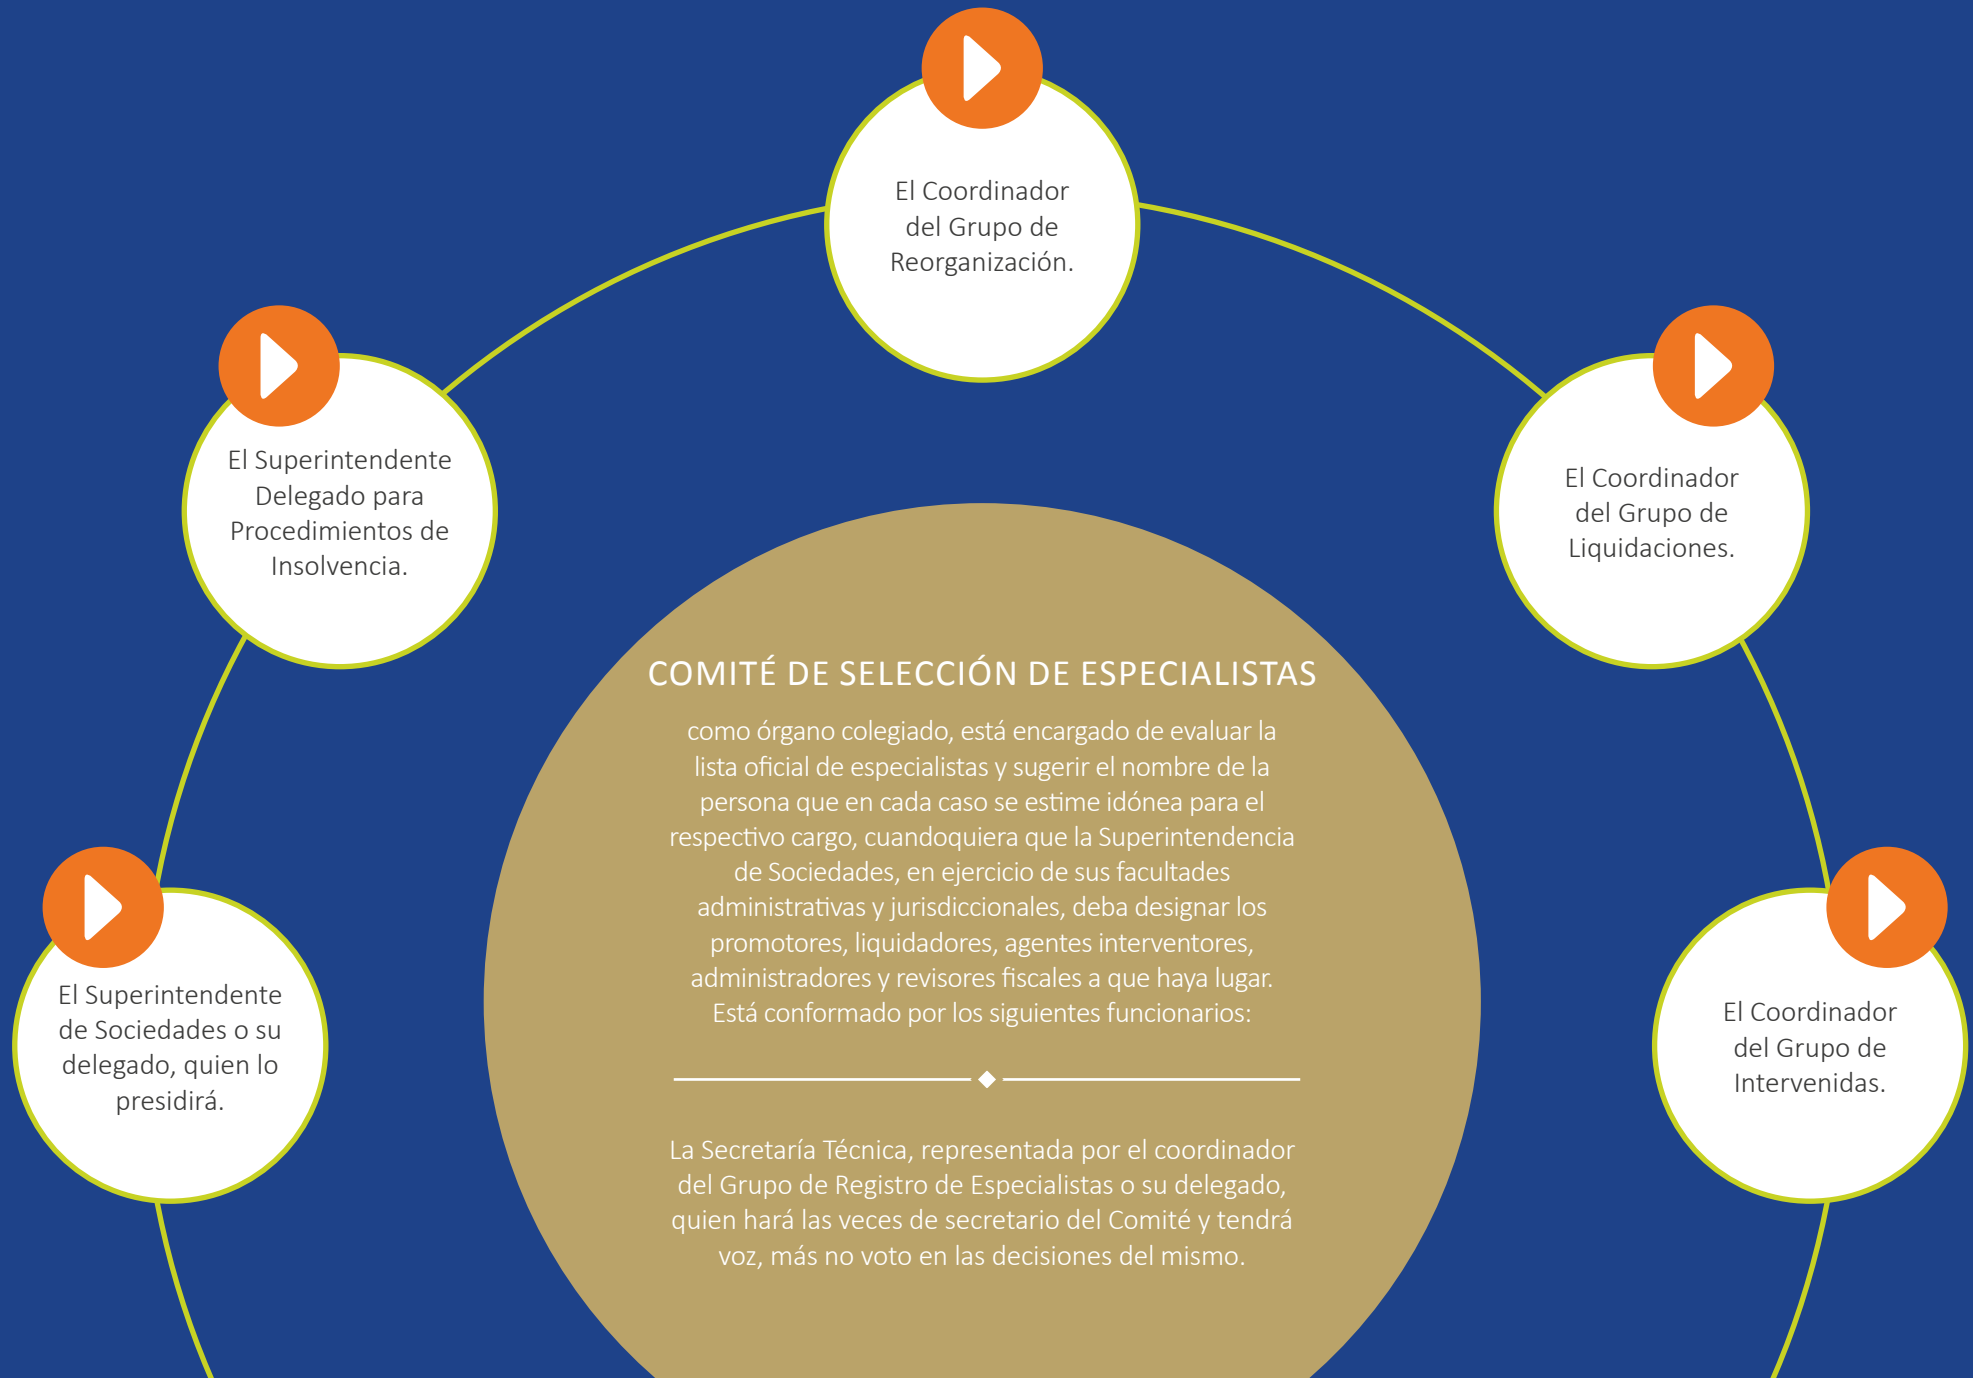 El Coordinador
del Grupo de
Reorganización.
El Superintendente
Delegado para
Procedimientos de
Insolvencia.
El Coordinador
del Grupo de
Liquidaciones.
COMITÉ DE SELECCIÓN DE ESPECIALISTAS
como órgano colegiado, está encargado de evaluar la
lista oficial de especialistas y sugerir el nombre de la
persona que en cada caso se estime idónea para el
respectivo cargo, cuandoquiera que la Superintendencia
de Sociedades, en ejercicio de sus facultades
administrativas y jurisdiccionales, deba designar los
promotores, liquidadores, agentes interventores,
administradores y revisores fiscales a que haya lugar.
Está conformado por los siguientes funcionarios:
El Superintendente
de Sociedades o su
delegado, quien lo
presidirá.
El Coordinador
del Grupo de
Intervenidas.
La Secretaría Técnica, representada por el coordinador
del Grupo de Registro de Especialistas o su delegado,
quien hará las veces de secretario del Comité y tendrá
voz, más no voto en las decisiones del mismo.